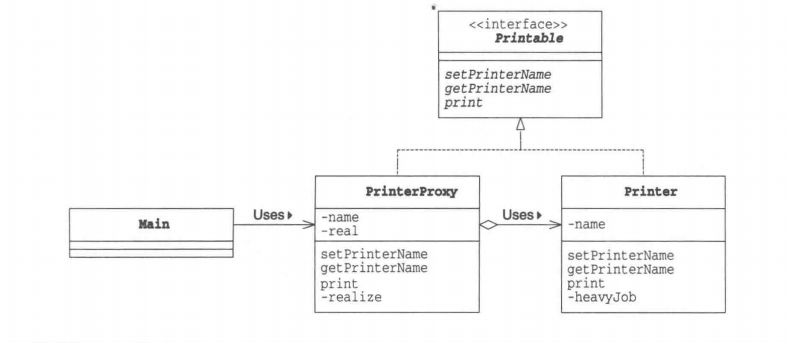 <<interface>>
Printable
setPrinterName
getPrinterName
print
Main
Uses
PrinterProxy
-name
-real
setPrinterName
getPrinterName
print
-realize
Uses
Printer
-name
setPrinterName
getPrinterName
print
-heavyJob